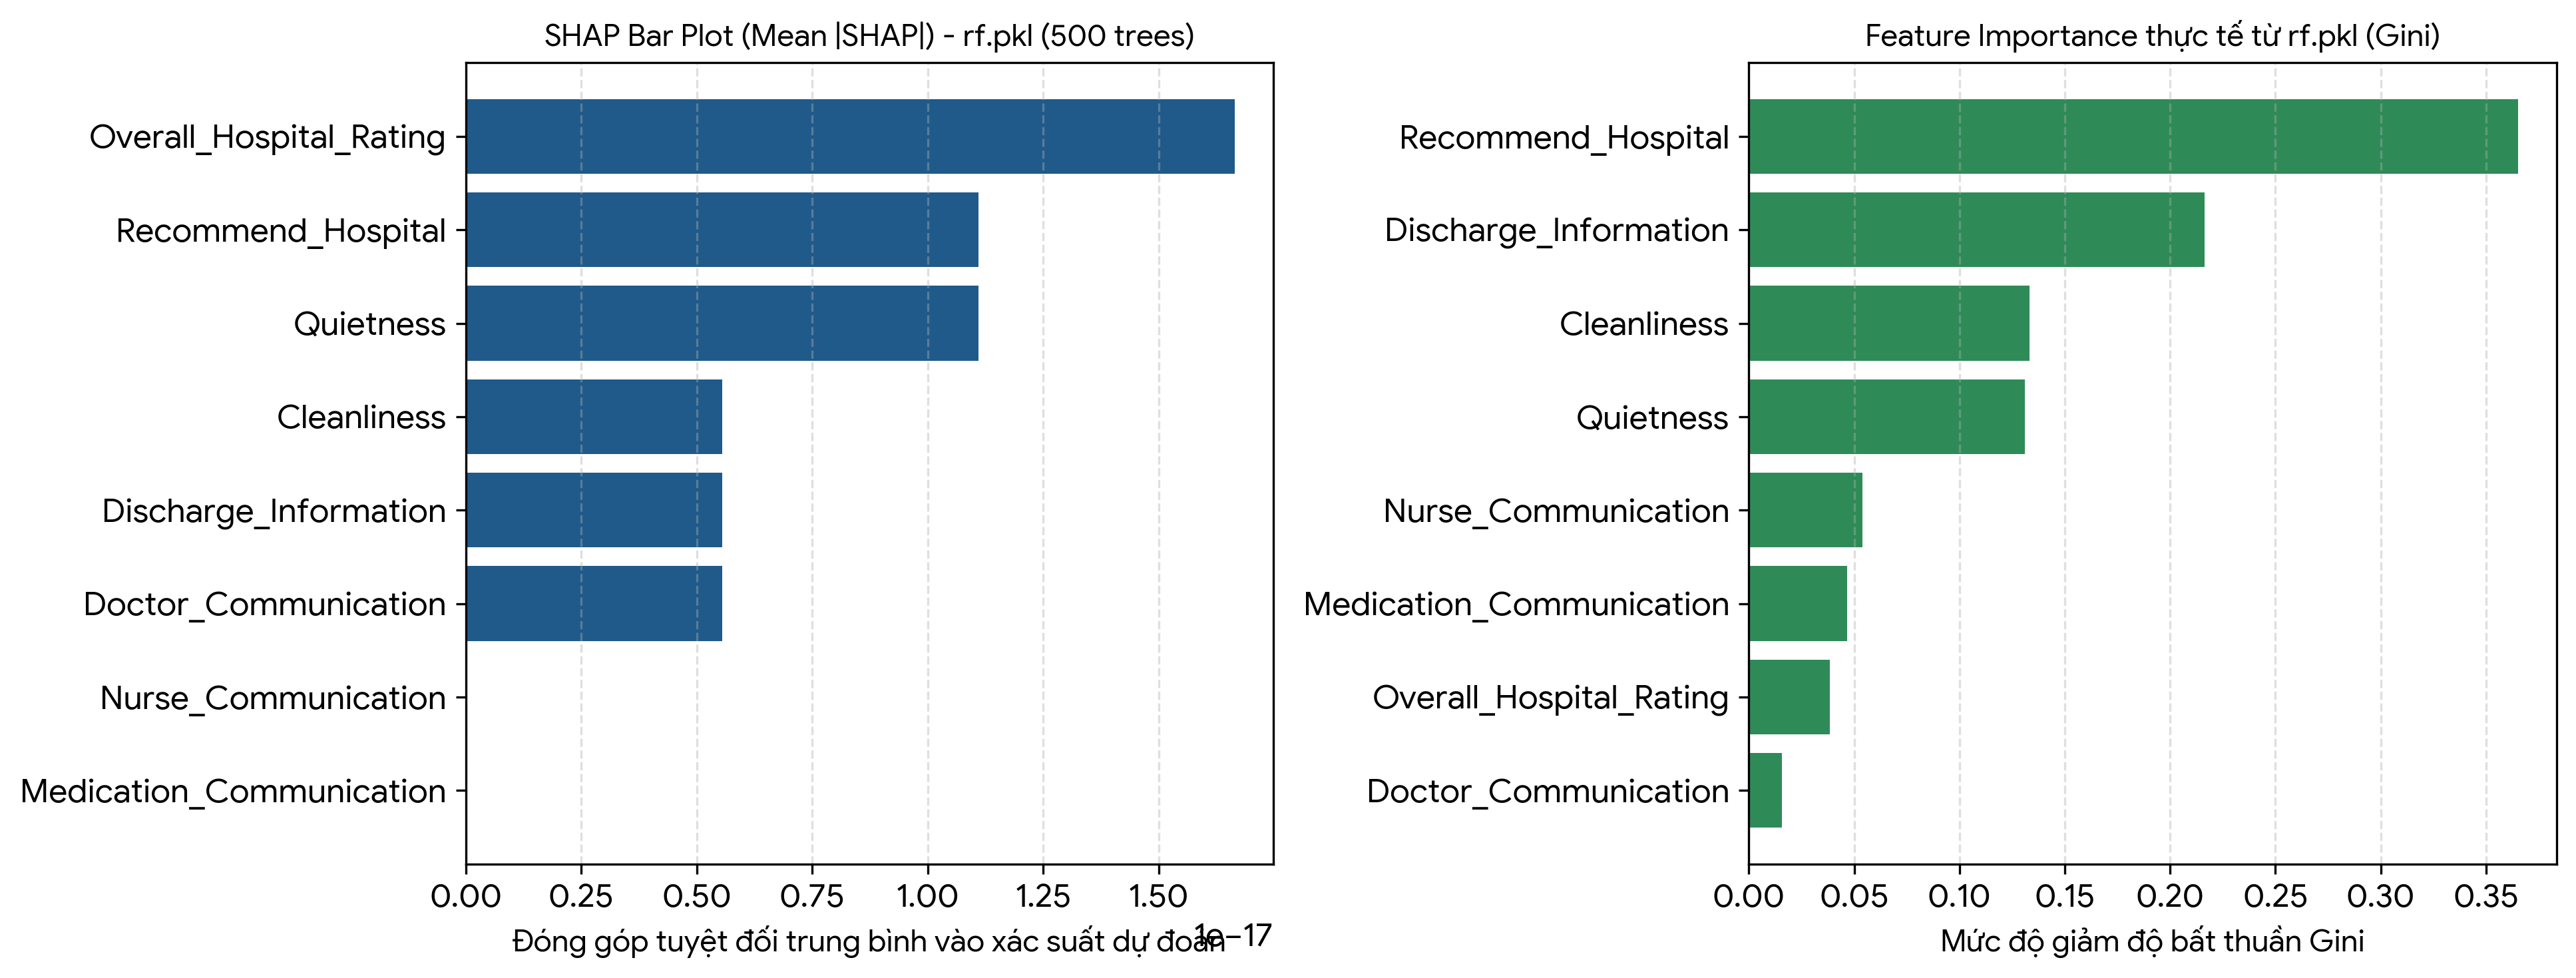 SHAP Bar Plot (Mean |SHAP|) - rf.pkl (500 trees)
Overall_Hospital_Rating
Recommend_Hospital
Quietness
Cleanliness
Discharge_Information
Doctor_Communication
Nurse_Communication
Medication_Communication
0.00 0.25 0.50 0.75 1.00 1.25 1.50
1e−17
Đóng góp tuyệt đối trung bình vào xác suất dự đoán
Feature Importance thực tế từ rf.pkl (Gini)
Recommend_Hospital
Discharge_Information
Cleanliness
Quietness
Nurse_Communication
Medication_Communication
Overall_Hospital_Rating
Doctor_Communication
0.00 0.05 0.10 0.15 0.20 0.25 0.30 0.35
Mức độ giảm độ bất thuần Gini